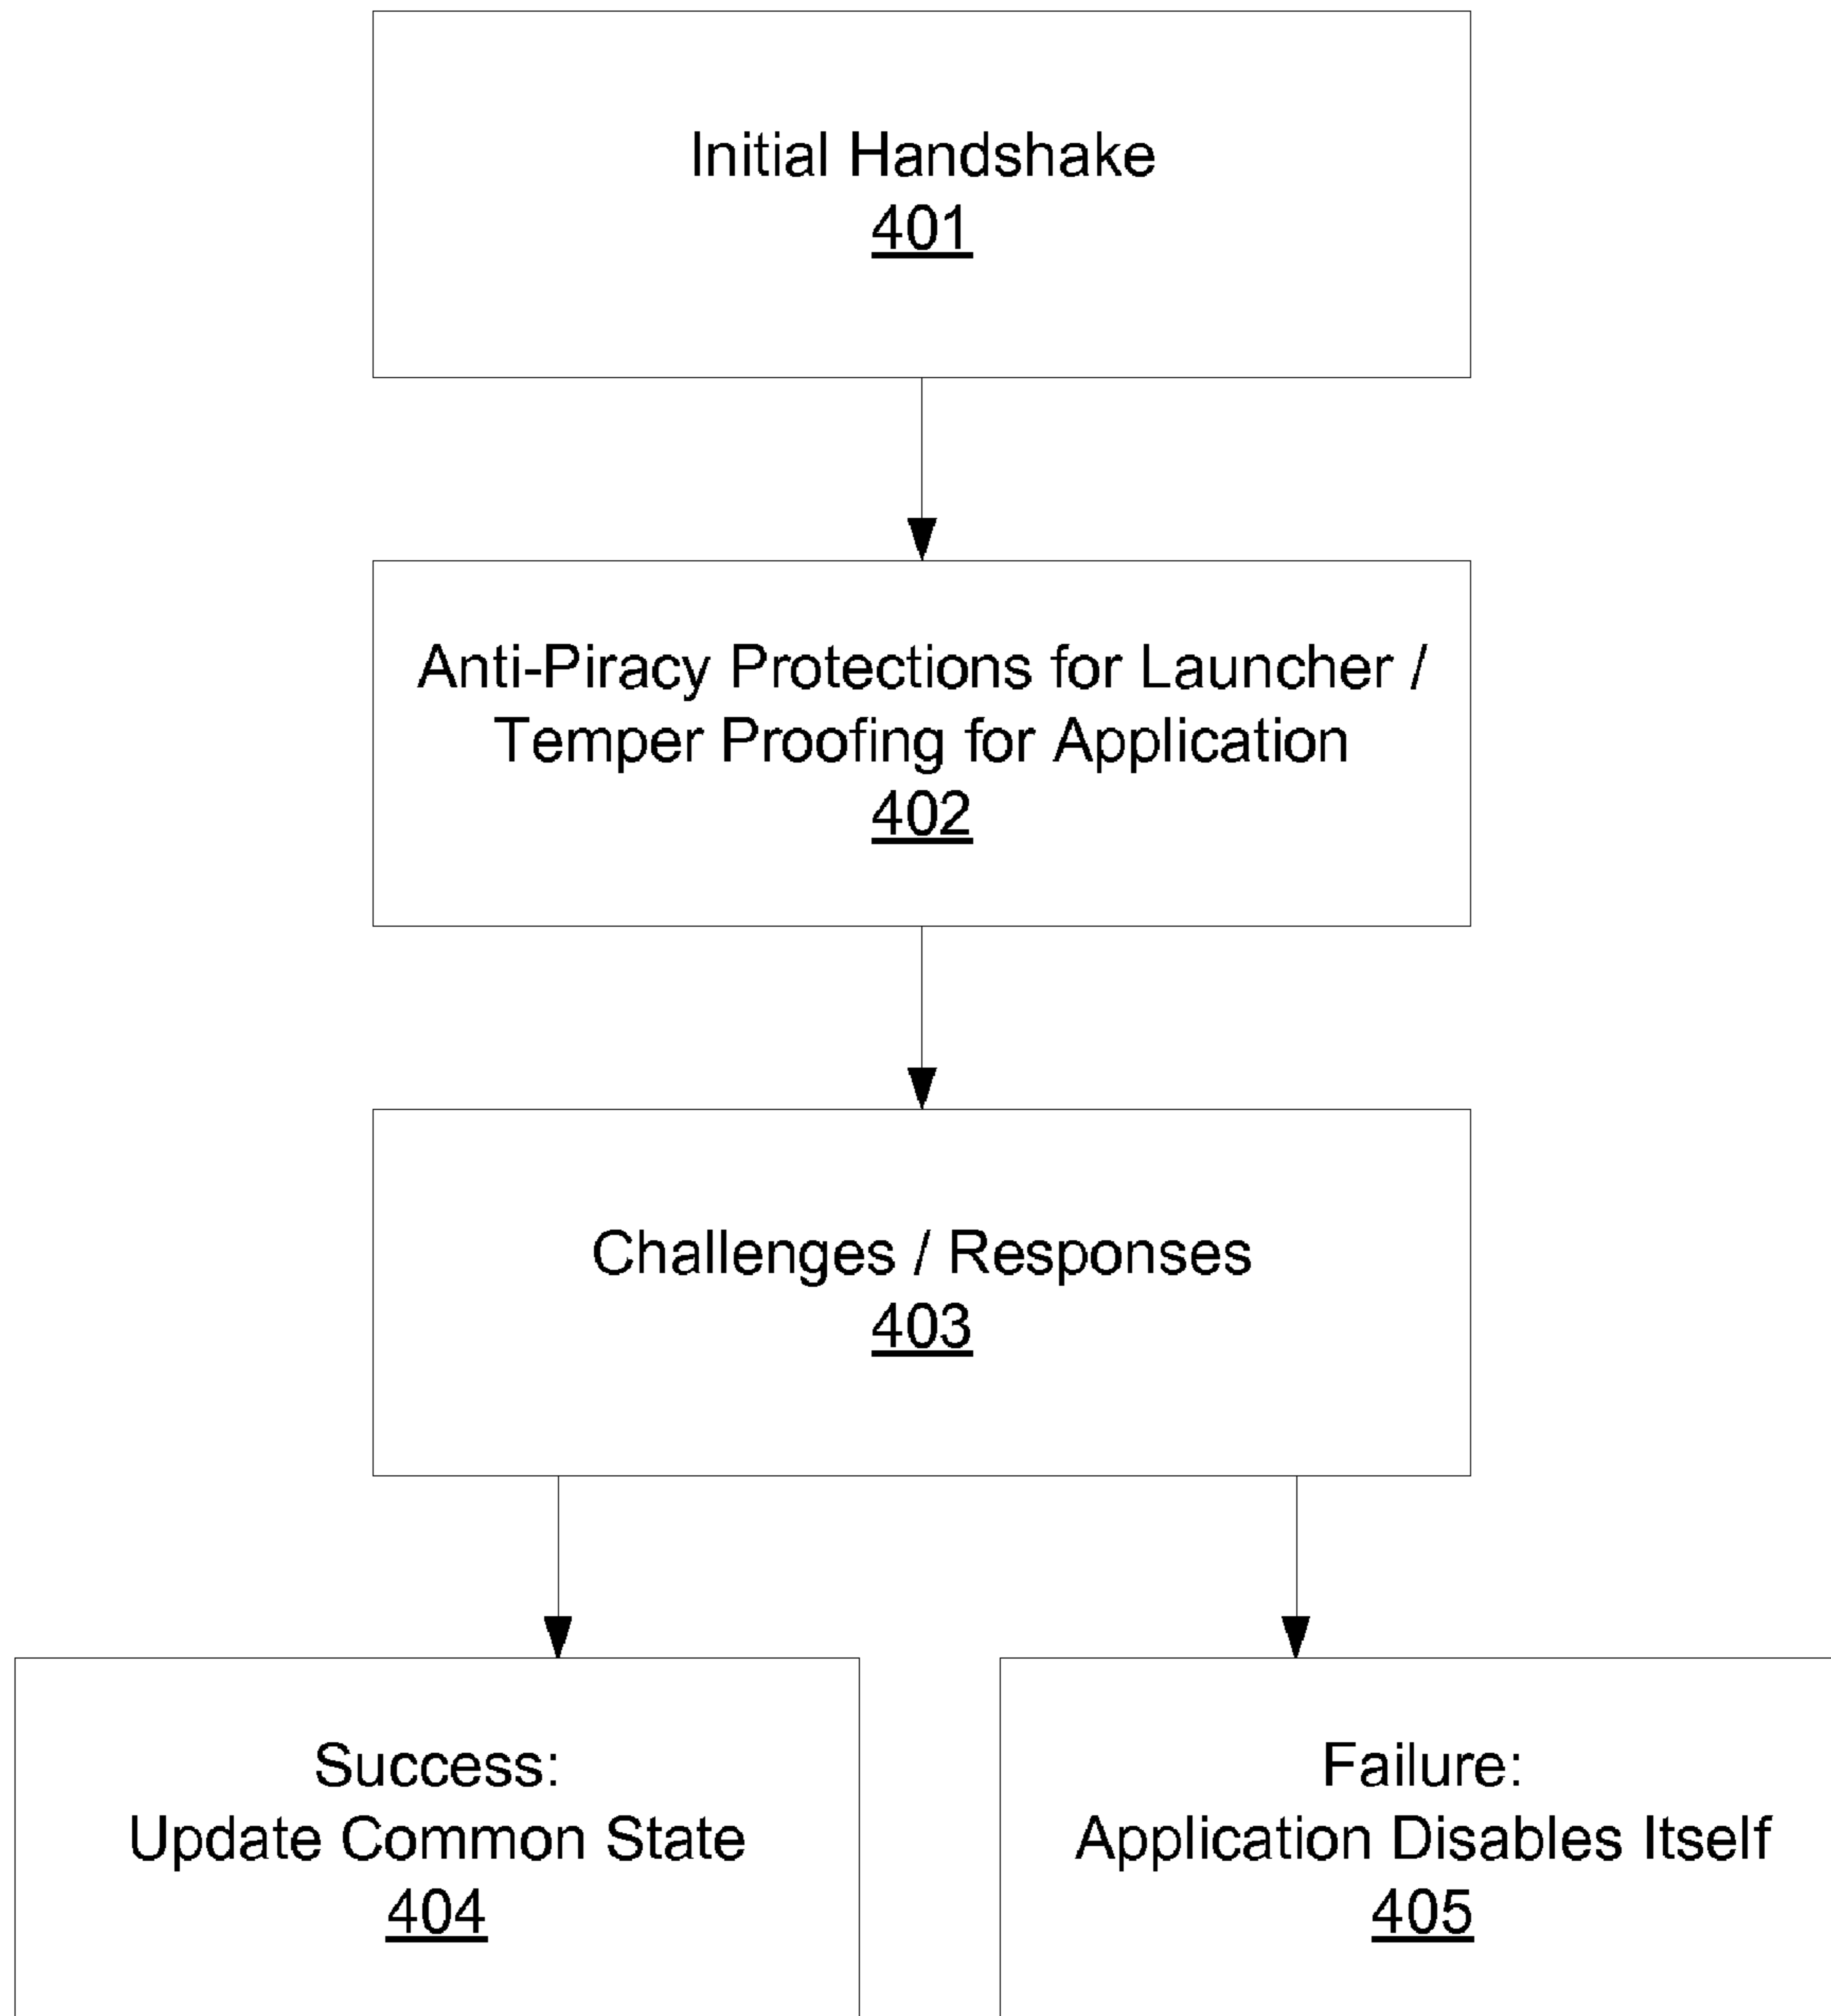 Initial Handshake
401
Anti-Piracy Protections for Launcher /
Temper Proofing for Application
402
Challenges / Responses
403
Success:
Update Common State
404
Failure:
Application Disables Itself
405